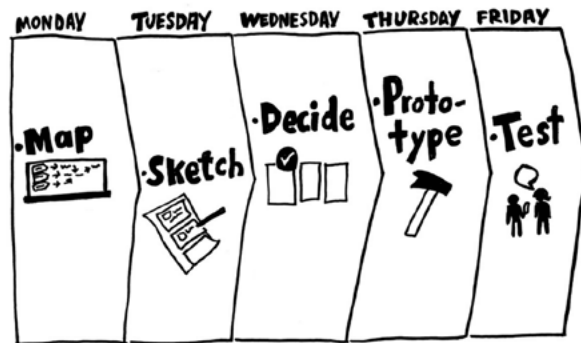 MONDAY
TUESDAY
WEDNESDAY
THURSDAY
FRIDAY
·Map
·Sketch
·Decide
·Proto-
type
·Test